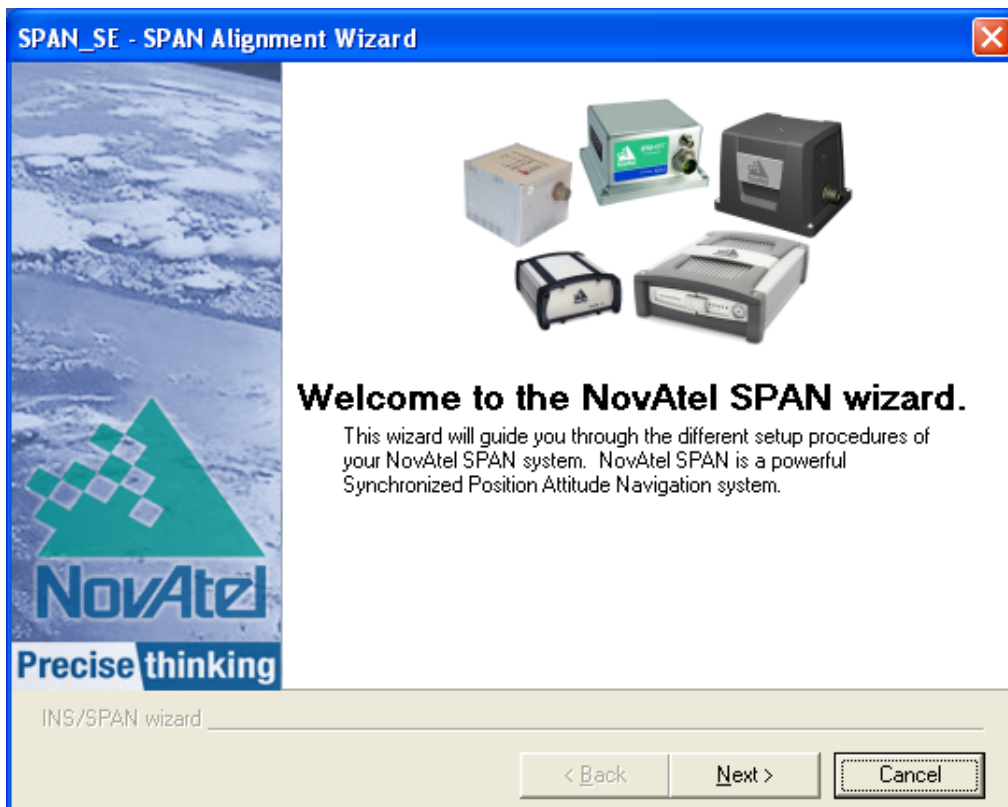 SPAN_SE - SPAN Alignment Wizard
Welcome to the NovAtel SPAN wizard.
This wizard will guide you through the different setup procedures of
your NovAtel SPAN system.  NovAtel SPAN is a powerful
Synchronized Position Attitude Navigation system.
NovAtel
Precise thinking
INS/SPAN wizard
< Back
Next >
Cancel